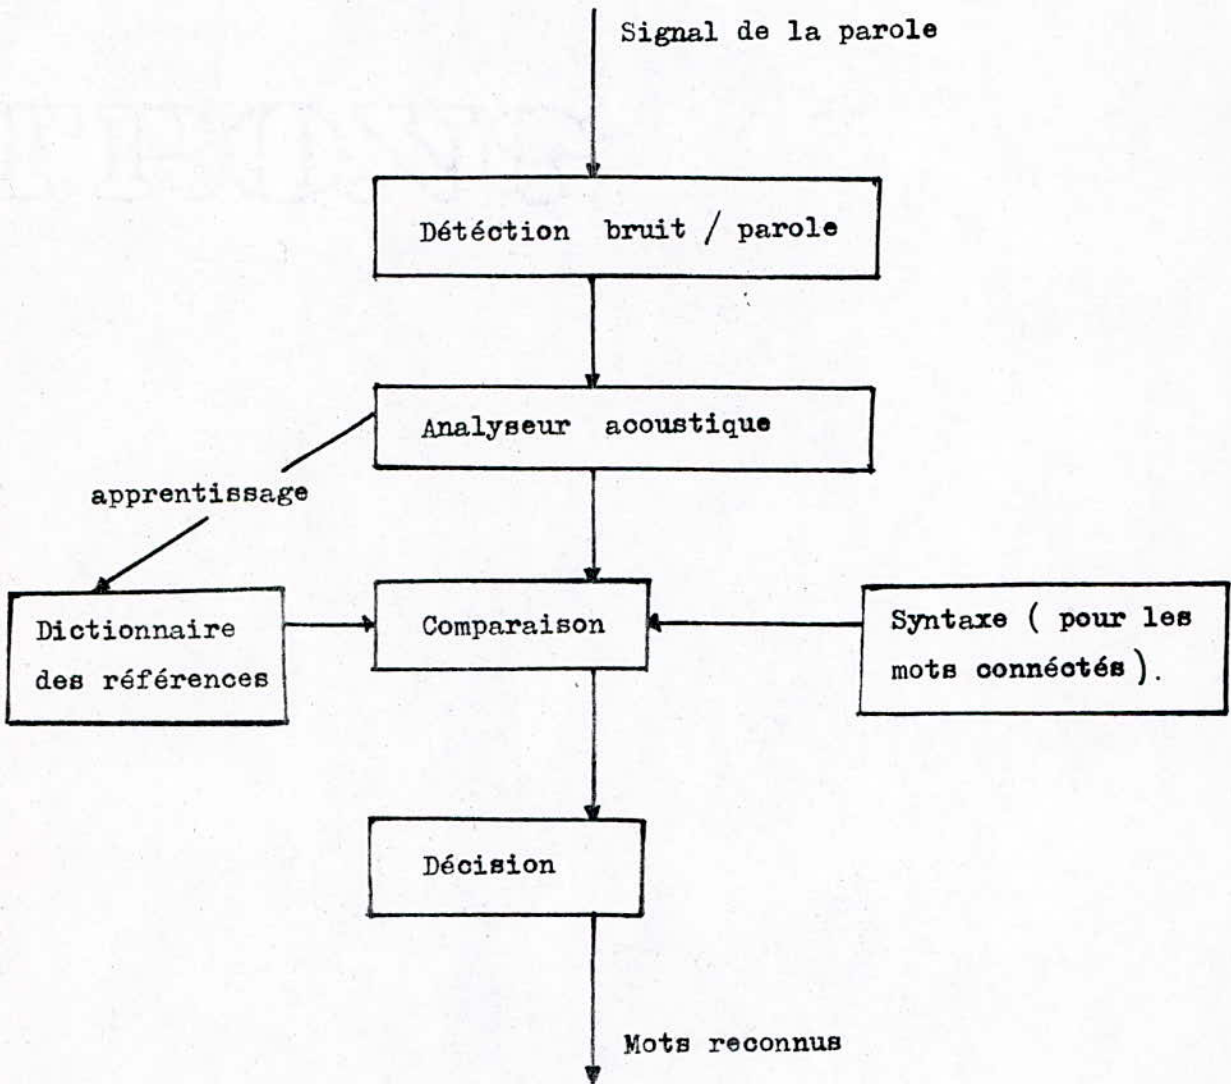 Signal de la parole
Détéction bruit / parole
Analyseur acoustique
apprentissage
Dictionnaire
des références
Comparaison
Syntaxe ( pour les
mots connéctés ).
Décision
Mots reconnus